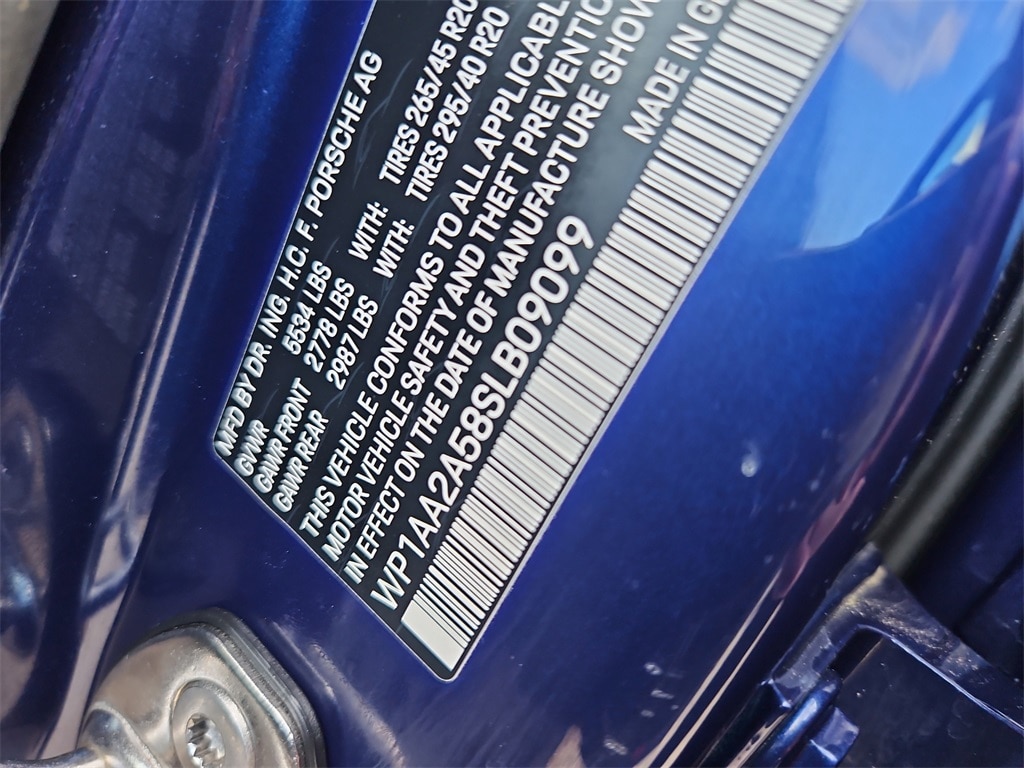 MFD BY DR. ING. H.C. F. PORSCHE AG
GVWR 5534 LBS
GAWR FRONT 2778 LBS WITH: TIRES 265/45 R20
GAWR REAR 2987 LBS WITH: TIRES 295/40 R20
THIS VEHICLE CONFORMS TO ALL APPLICABLE
MOTOR VEHICLE SAFETY AND THEFT PREVENTIO
IN EFFECT ON THE DATE OF MANUFACTURE SHOW
WP1AA2A58SLB09099 MADE IN GE